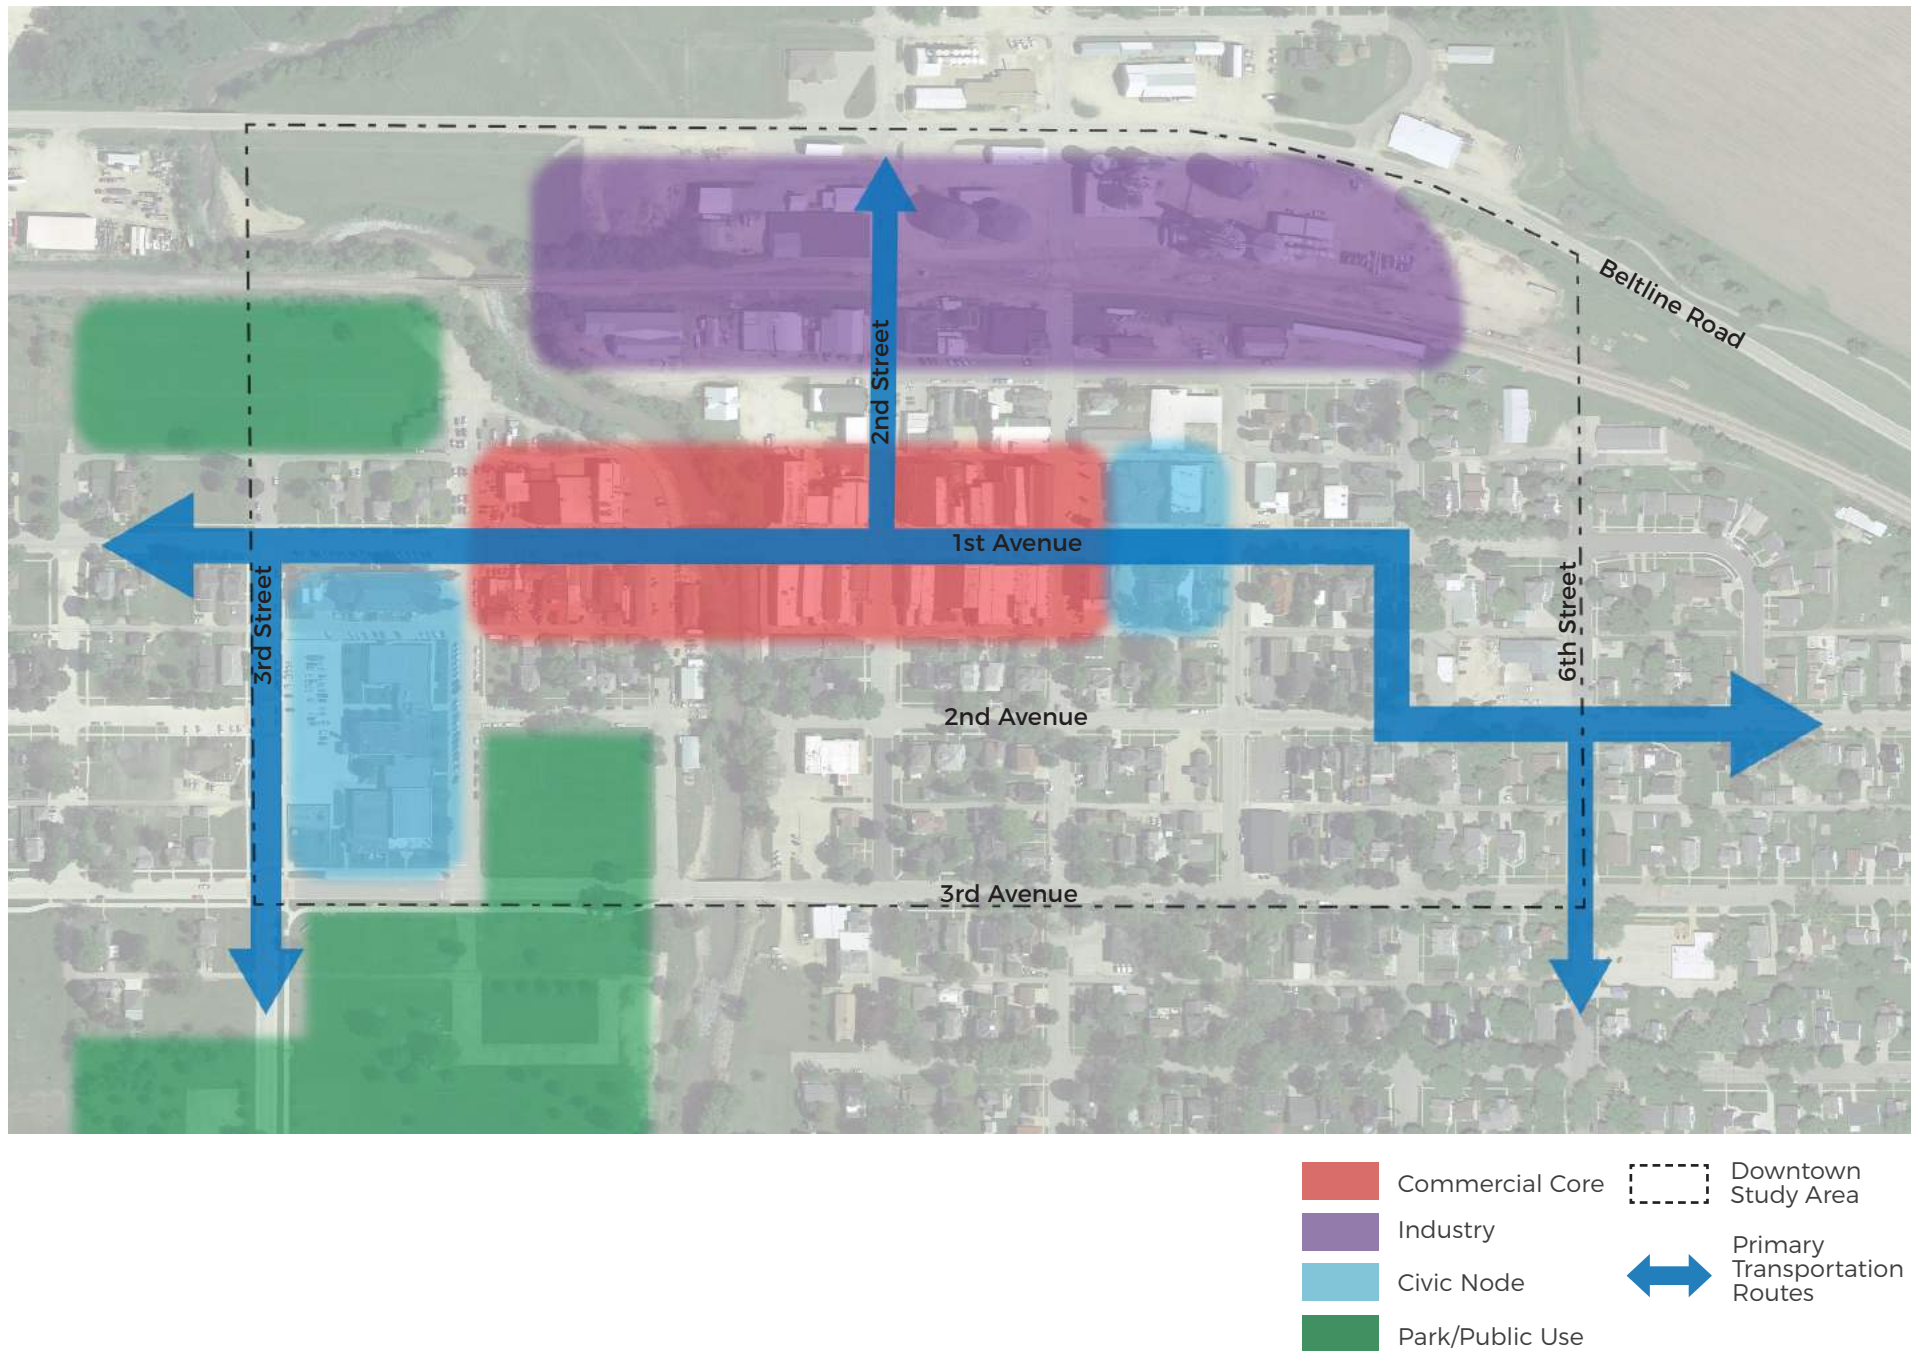 Beltline Road
2nd Street
1st Avenue
3rd Street
6th Street
2nd Avenue
3rd Avenue
Commercial Core
Industry
Civic Node
Park/Public Use
Downtown
Study Area
Primary
Transportation
Routes